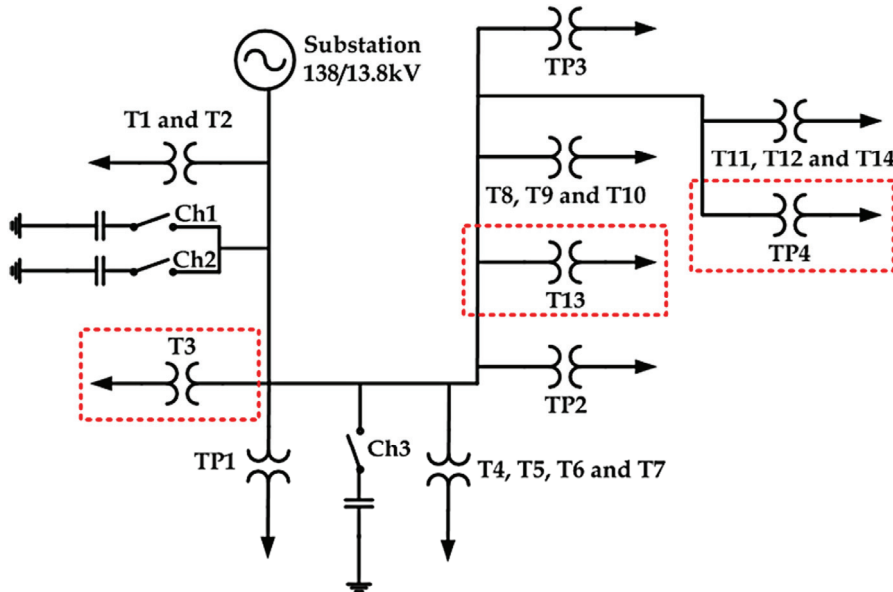 Substation
138/13.8kV
TP3
T1 and T2
T11, T12 and T14
T8, T9 and T10
Ch1
TP4
Ch2
T13
T3
TP2
TP1
Ch3
T4, T5, T6 and T7